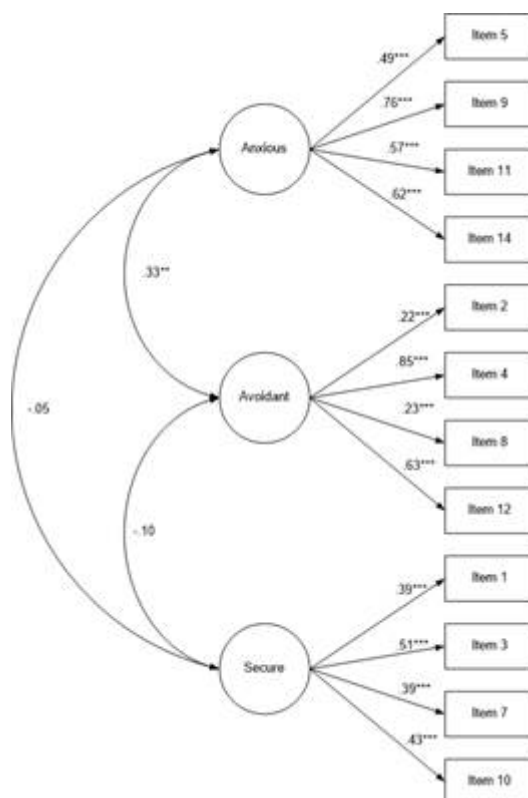 Item 5
.49***
Item 9
.76***
Anxious
.57***
Item 11
.62***
Item 14
.33**
Item 2
.22***
.85***
Item 4
Avoidant
-.05
.23***
Item 8
.63***
Item 12
-.10
Item 1
.39***
Item 3
.51***
Secure
.39***
Item 7
.43***
Item 10